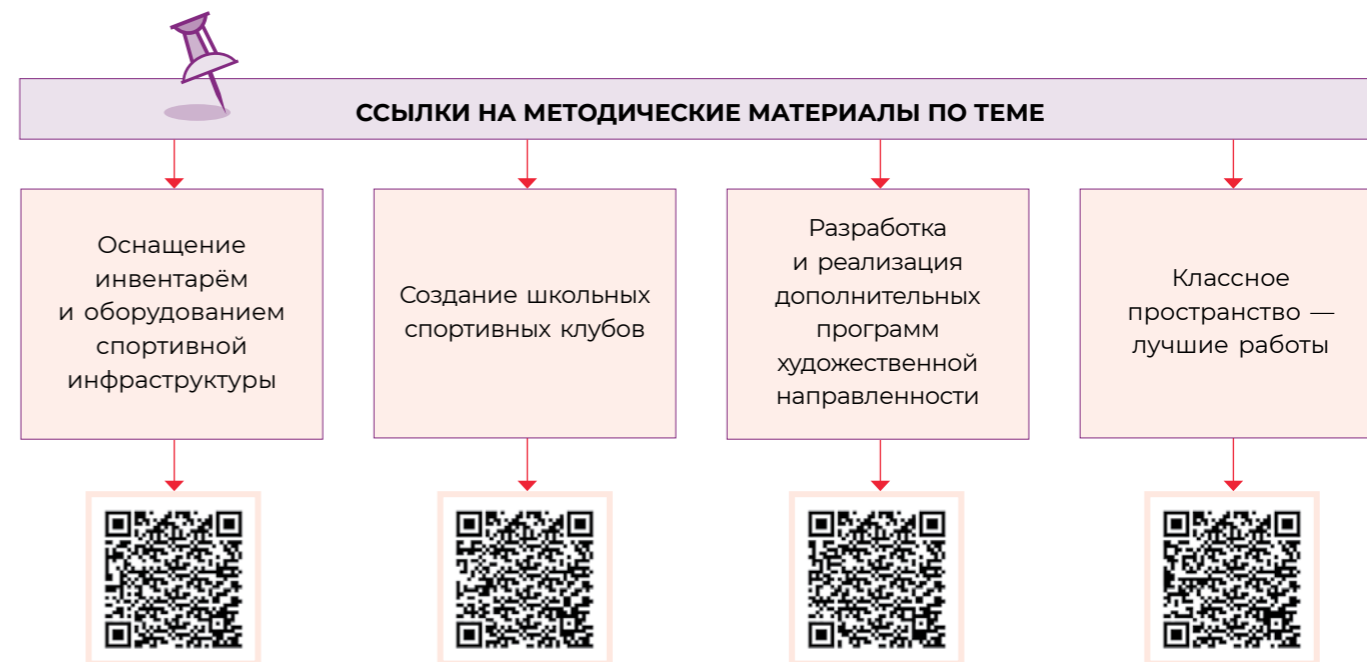 ССЫЛКИ НА МЕТОДИЧЕСКИЕ МАТЕРИАЛЫ ПО ТЕМЕ
Оснащение
инвентарём
и оборудованием
спортивной
инфраструктуры
Создание школьных
спортивных клубов
Разработка
и реализация
дополнительных
программ
художественной
направленности
Классное
пространство —
лучшие работы